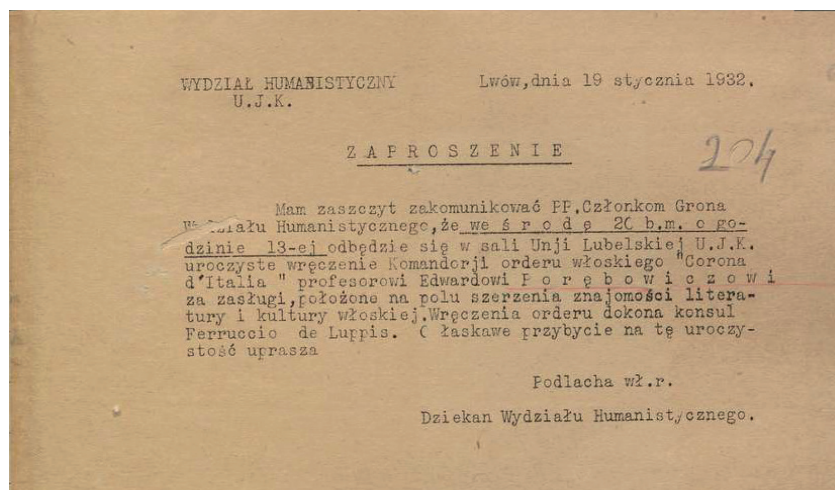 WYDZIAŁ HUMANISTYCZNY Lwów,dnia 19 stycznia 1932.
U.J.K.
Z A P R O S Z E N I E
204
Mam zaszczyt zakomunikować PP.Członkom Grona
Wydziału Humanistycznego,że we ś r o d ę 20 b.m. o go-
dzinie 13-ej odbędzie się w sali Unji Lubelskiej U.J.K.
uroczyste wręczenie Komandorji orderu włoskiego "Corona
d'Italia " profesorowi Edwardowi P o r ę b o w i c z o w i
za zasługi,położone na polu szerzenia znajomości litera-
tury i kultury włoskiej.Wręczenia orderu dokona konsul
Ferruccio de Luppis. O łaskawe przybycie na tę uroczy-
stość uprasza
Podlacha wł.r.
Dziekan Wydziału Humanistycznego.